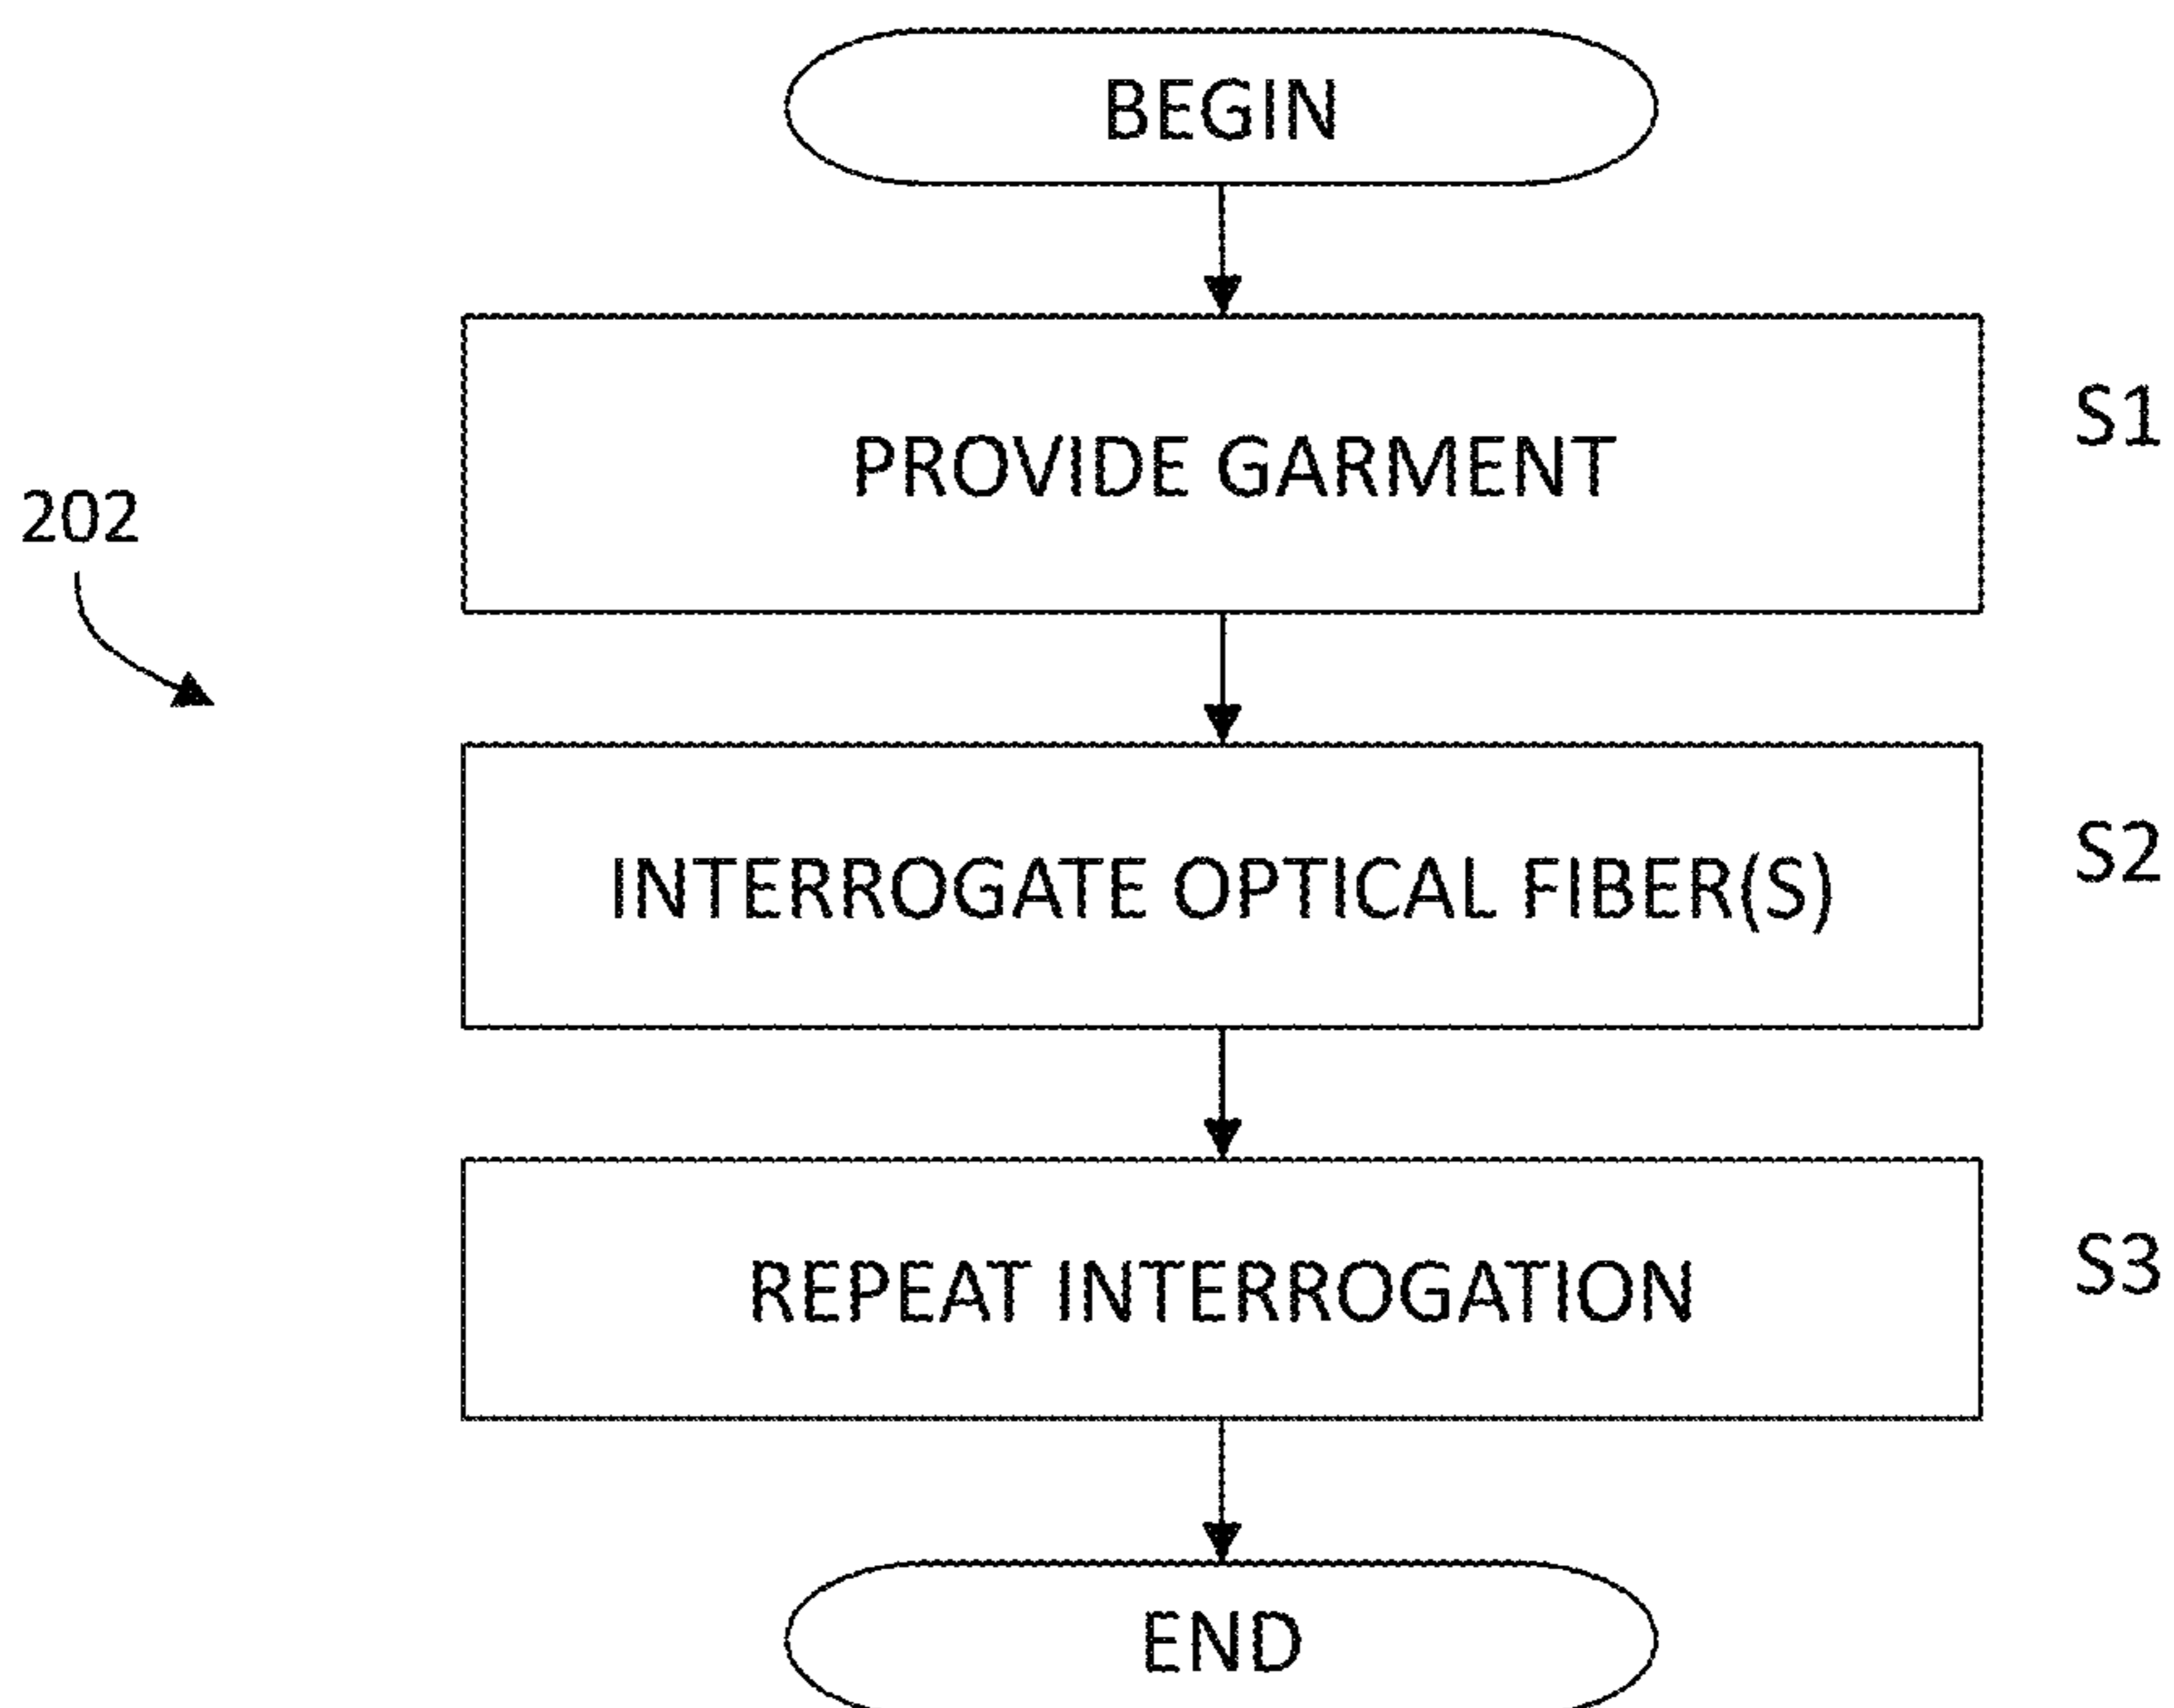 BEGIN
PROVIDE GARMENT
S1
202
INTERROGATE OPTICAL FIBER(S)
S2
REPEAT INTERROGATION
S3
END